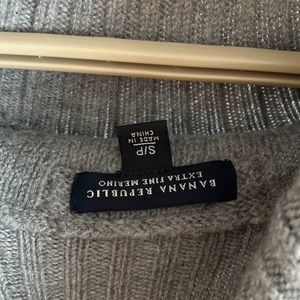 BANANA REPUBLIC
EXTRA FINE MERINO
S/P
MADE IN
CHINA